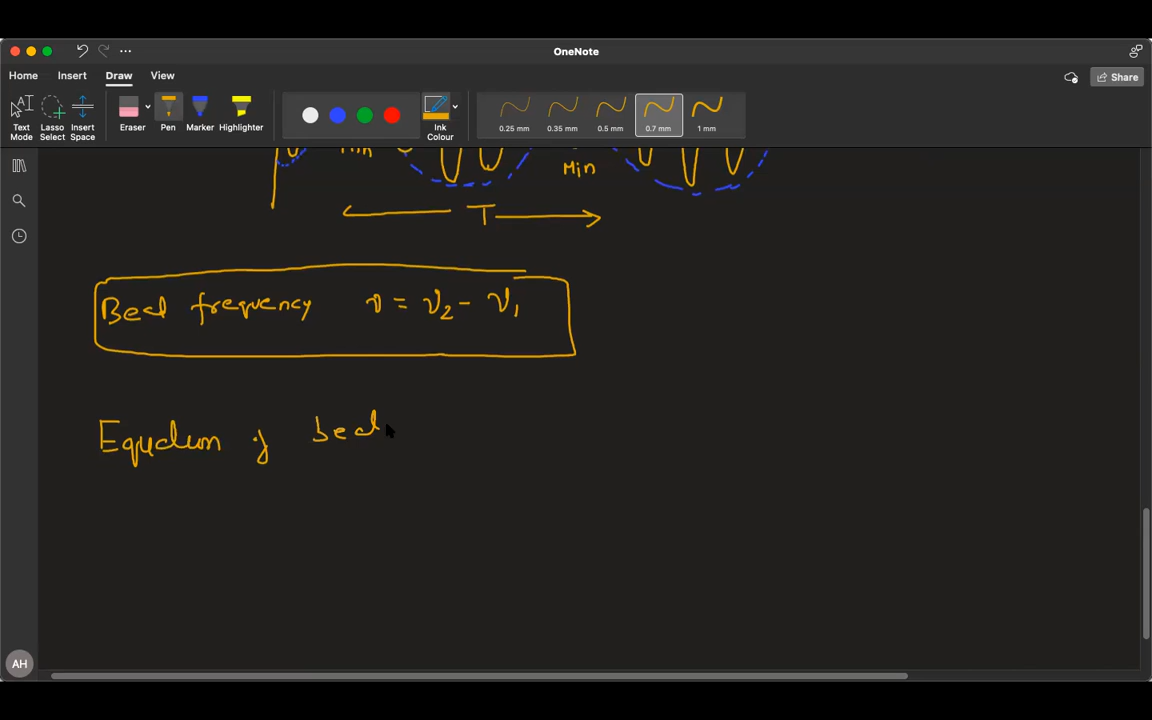 OneNote
Home Insert Draw View Share
Text Mode Lasso Select Insert Space Eraser Pen Marker Highlighter Ink Colour 0.25 mm 0.35 mm 0.5 mm 0.7 mm 1 mm
Min
Min
T
Beat frequency ν = ν₂ - ν₁
Equation of beat
AH